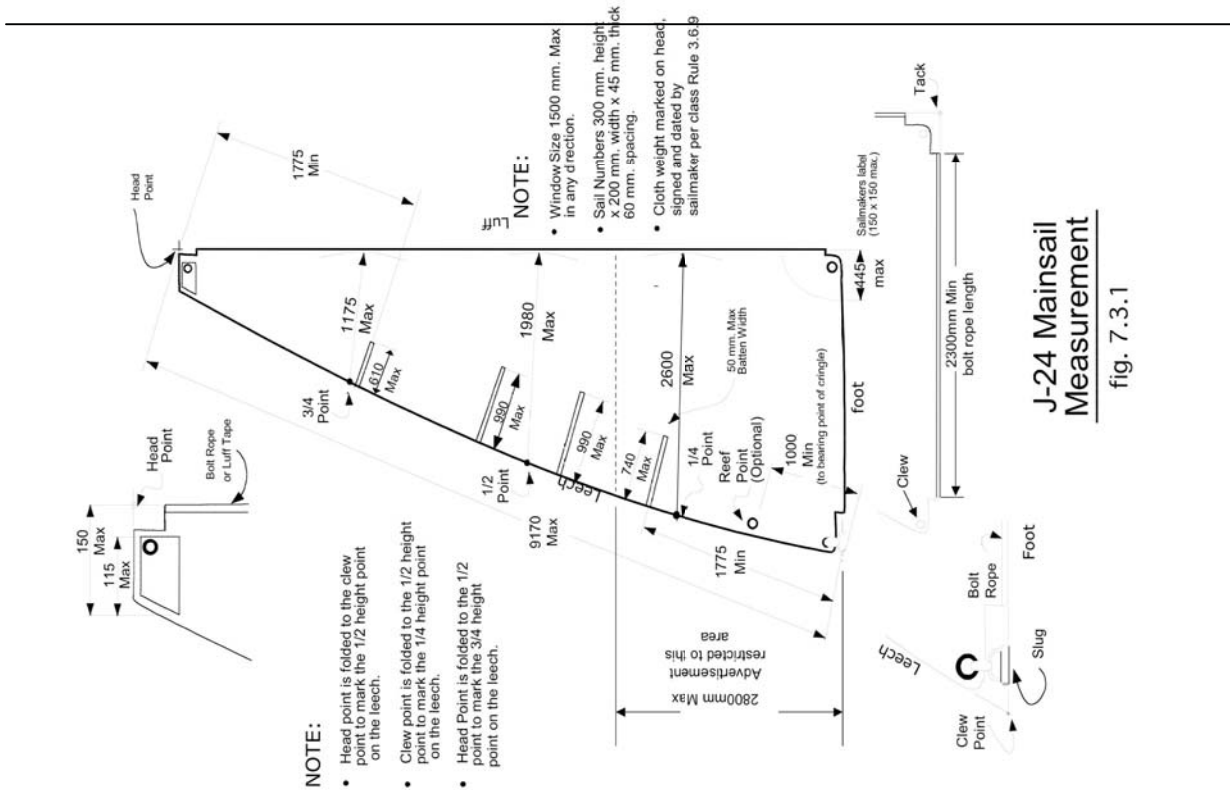 Head
Point
1775
Min
Luff
NOTE:
• Window Size 1500 mm. Max
in any direction.
• Sail Numbers 300 mm. height
x 200 mm. width x 45 mm. thick
60 mm. spacing.
• Cloth weight marked on head,
signed and dated by
sailmaker per class Rule 3.6.9
150
Max
115
Max
Head
Point
Bolt Rope
or Luff Tape
3/4
Point
1175
Max
610
Max
1/2
Point
1980
Max
990
Max
990
Max
Leech
9170
Max
740
Max
50 mm. Max
Batten Width
2600
Max
1/4
Point
Reef
Point
(Optional)
1000
Min
(to bearing point of cringle)
1775
Min
foot
445
max
Sailmakers label
(150 x 150 max.)
2800mm Max
Advertisement
restricted to this
area
NOTE:
• Head point is folded to the clew
point to mark the 1/2 height point
on the leech.
• Clew point is folded to the 1/2 height
point to mark the 1/4 height point
on the leech.
• Head Point is folded to the 1/2
point to mark the 3/4 height
point on the leech.
Tack
Clew
2300mm Min
bolt rope length
Leech
Bolt
Rope
Foot
Slug
Clew
Point
J-24 Mainsail
Measurement
fig. 7.3.1